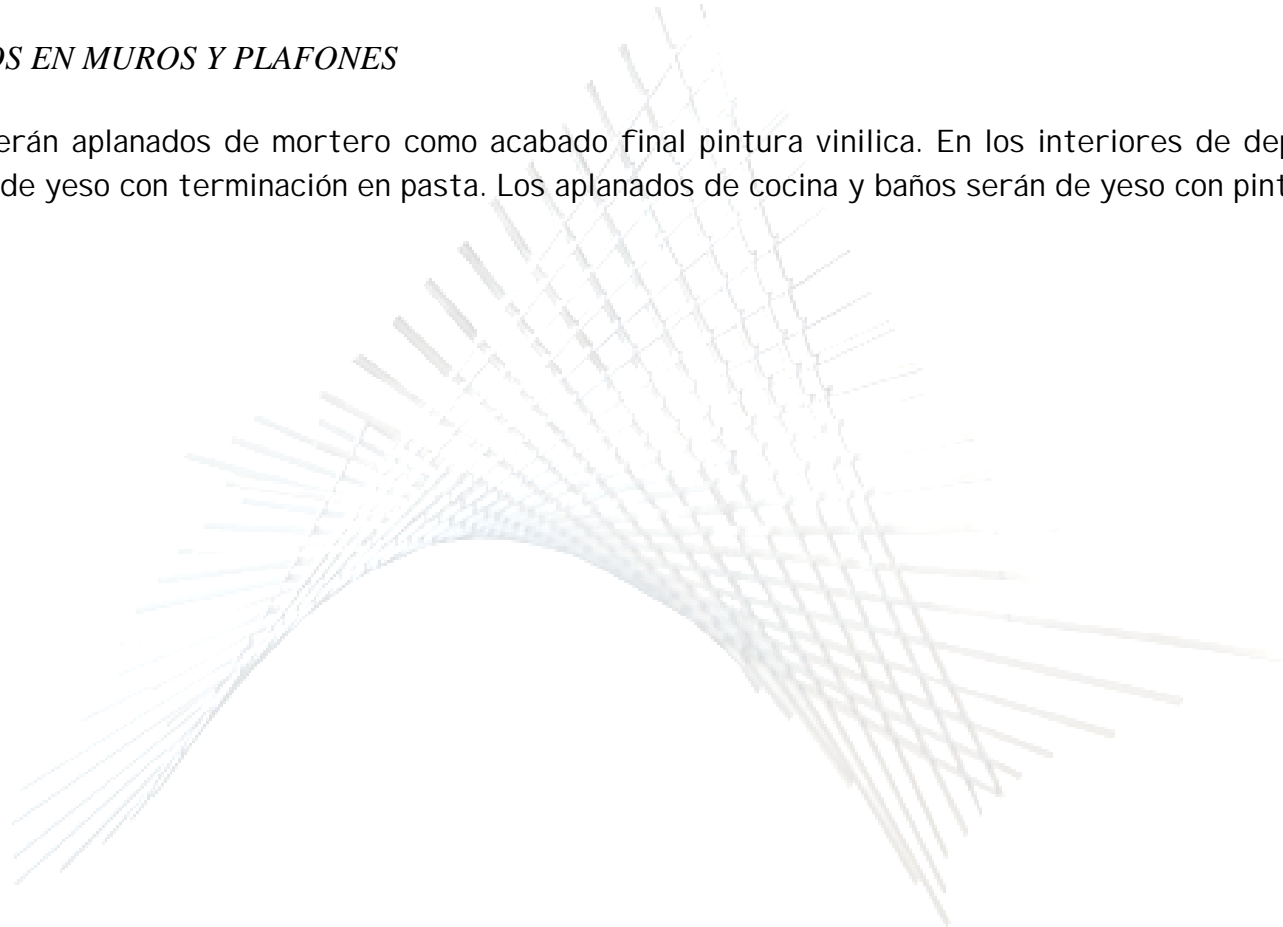 OS EN MUROS Y PLAFONES
erán aplanados de mortero como acabado final pintura vinilica. En los interiores de dep
de yeso con terminación en pasta. Los aplanados de cocina y baños serán de yeso con pint